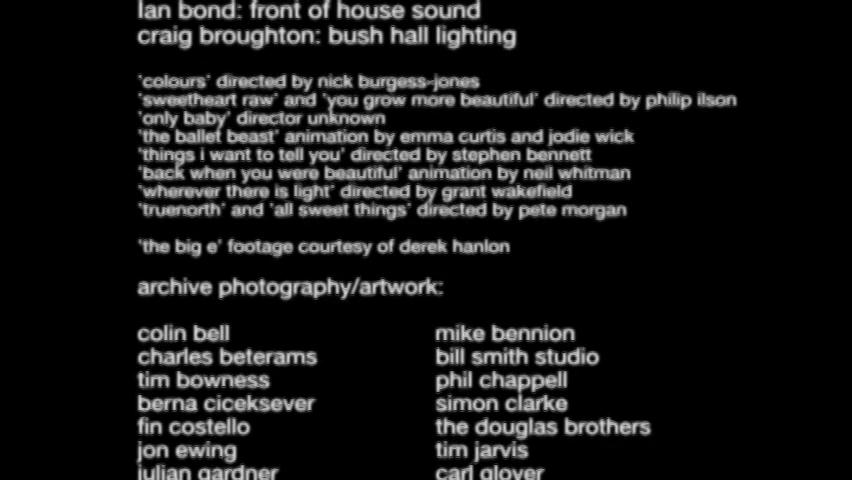 ian bond: front of house sound
craig broughton: bush hall lighting
'colours' directed by nick burgess-jones
'sweetheart raw' and 'you grow more beautiful' directed by philip ilson
'only baby' director unknown
'the ballet beast' animation by emma curtis and jodie wick
'things i want to tell you' directed by stephen bennett
'back when you were beautiful' animation by neil whitman
'wherever there is light' directed by grant wakefield
'truenorth' and 'all sweet things' directed by pete morgan
'the big e' footage courtesy of derek hanlon
archive photography/artwork:
colin bell
charles beterams
tim bowness
berna ciceksever
fin costello
jon ewing
julian gardner
mike bennion
bill smith studio
phil chappell
simon clarke
the douglas brothers
tim jarvis
carl glover